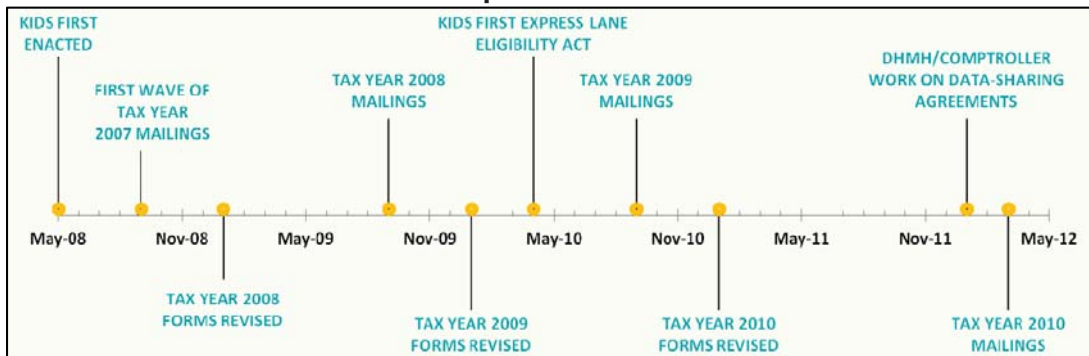 KIDS FIRST
ENACTED
FIRST WAVE OF
TAX YEAR
2007 MAILINGS
TAX YEAR 2008
MAILINGS
KIDS FIRST EXPRESS LANE
ELIGIBILITY ACT
TAX YEAR 2009
MAILINGS
DHMH/COMPTROLLER
WORK ON DATA-SHARING
AGREEMENTS
May-08 Nov-08 May-09 Nov-09 May-10 Nov-10 May-11 Nov-11 May-12
TAX YEAR 2008
FORMS REVISED
TAX YEAR 2009
FORMS REVISED
TAX YEAR 2010
FORMS REVISED
TAX YEAR 2010
MAILINGS